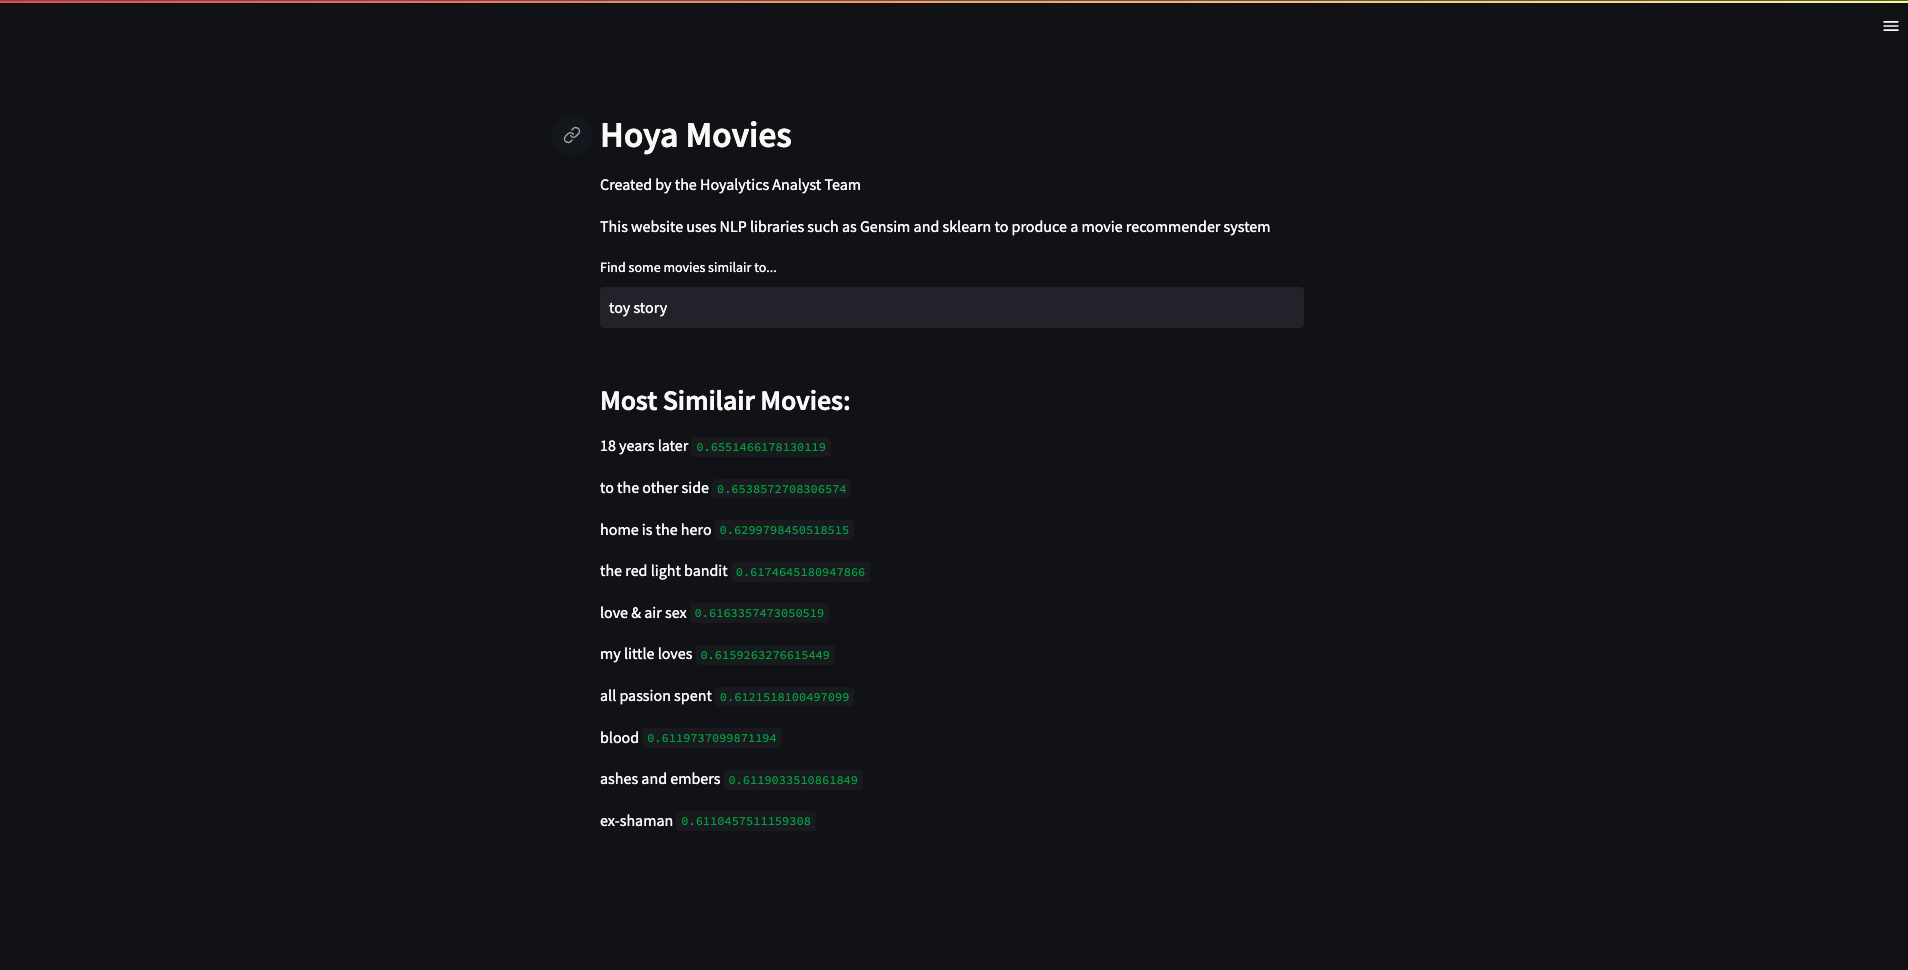 Hoya Movies
Created by the Hoyalytics Analyst Team
This website uses NLP libraries such as Gensim and sklearn to produce a movie recommender system
Find some movies similair to...
toy story
Most Similair Movies:
18 years later 0.6551466178130119
to the other side 0.6538572708306574
home is the hero 0.6299798450518515
the red light bandit 0.6174645180947866
love & air sex 0.6163357473050519
my little loves 0.6159263276615449
all passion spent 0.6121518100497099
blood 0.6119737099871194
ashes and embers 0.6119033510861849
ex-shaman 0.6110457511159308